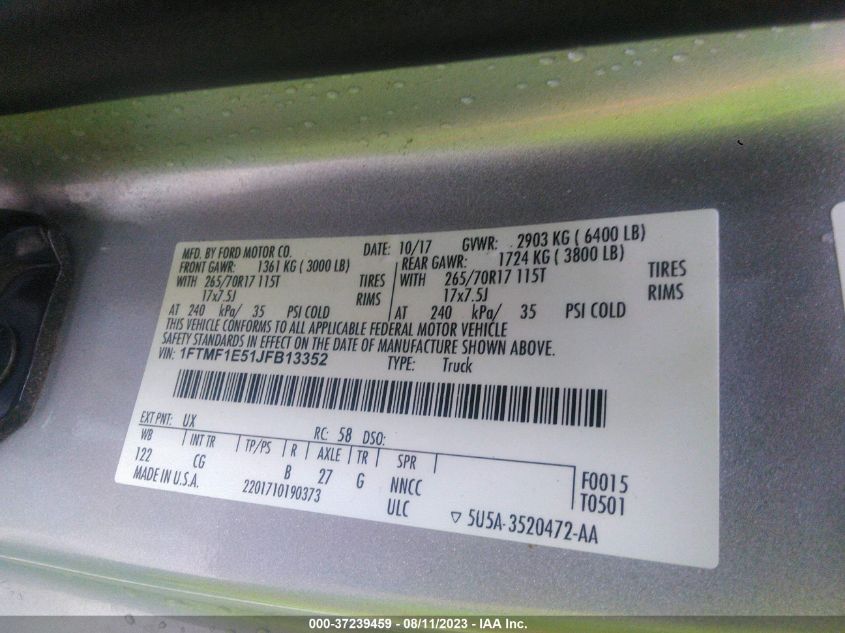 MFD. BY FORD MOTOR CO. DATE: 10/17 GVWR: 2903 KG ( 6400 LB)
FRONT GAWR: 1361 KG ( 3000 LB) REAR GAWR: 1724 KG ( 3800 LB)
WITH 265/70R17 115T TIRES WITH 265/70R17 115T TIRES
17x7.5J RIMS 17x7.5J RIMS
AT 240 kPa/ 35 PSI COLD AT 240 kPa/ 35 PSI COLD
THIS VEHICLE CONFORMS TO ALL APPLICABLE FEDERAL MOTOR VEHICLE
SAFETY STANDARDS IN EFFECT ON THE DATE OF MANUFACTURE SHOWN ABOVE.
VIN: 1FTMF1E51JFB13352 TYPE: Truck
EXT PNT: UX RC: 58 DSO:
WB INT TR TP/PS R AXLE TR SPR
122 CG B 27 G NNCC F0015
MADE IN U.S.A. 2201710190373 ULC T0501
▽ 5U5A-3520472-AA
000-37239459 - 08/11/2023 - IAA Inc.